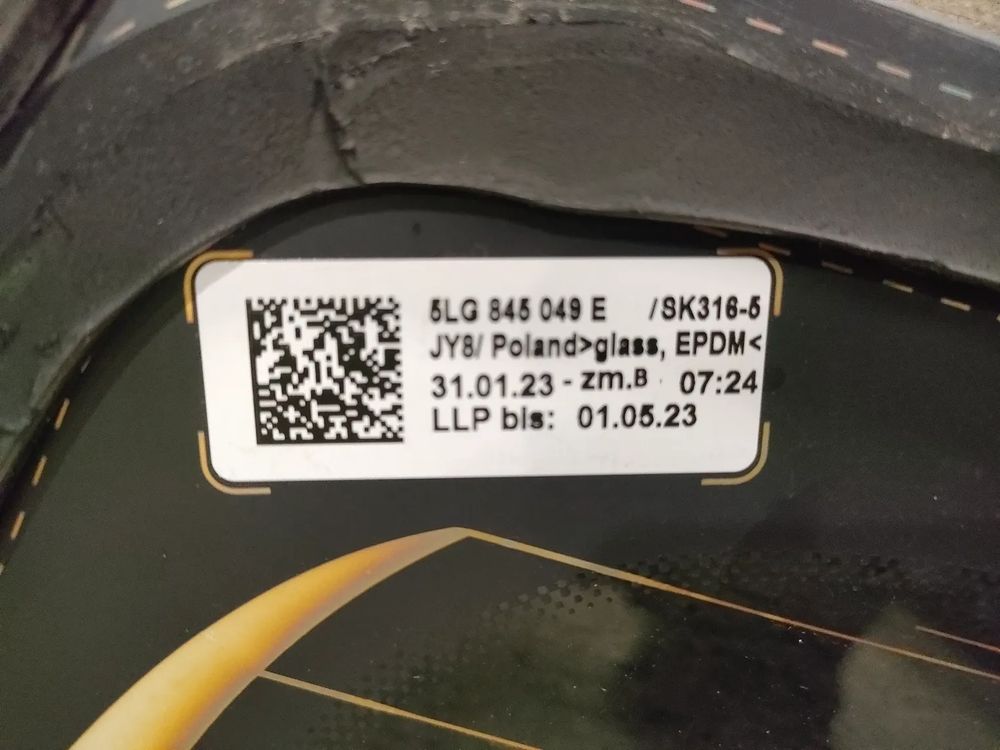 5LG 845 049 E /SK316-5
JY8/ Poland>glass, EPDM<
31.01.23 - zm.B 07:24
LLP bis: 01.05.23